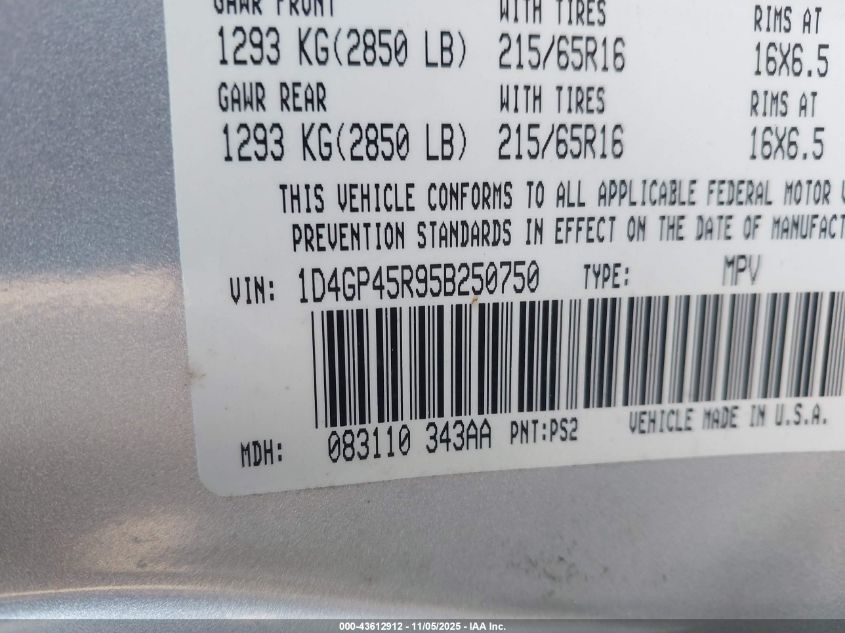 GAWR FRONT WITH TIRES RIMS AT
1293 KG(2850 LB) 215/65R16 16X6.5
GAWR REAR WITH TIRES RIMS AT
1293 KG(2850 LB) 215/65R16 16X6.5
THIS VEHICLE CONFORMS TO ALL APPLICABLE FEDERAL MOTOR V
PREVENTION STANDARDS IN EFFECT ON THE DATE OF MANUFACT
VIN: 1D4GP45R95B250750 TYPE: MPV
MDH: 083110 343AA PNT:PS2 VEHICLE MADE IN U.S.A.
000-43612912 - 11/05/2025 - IAA Inc.